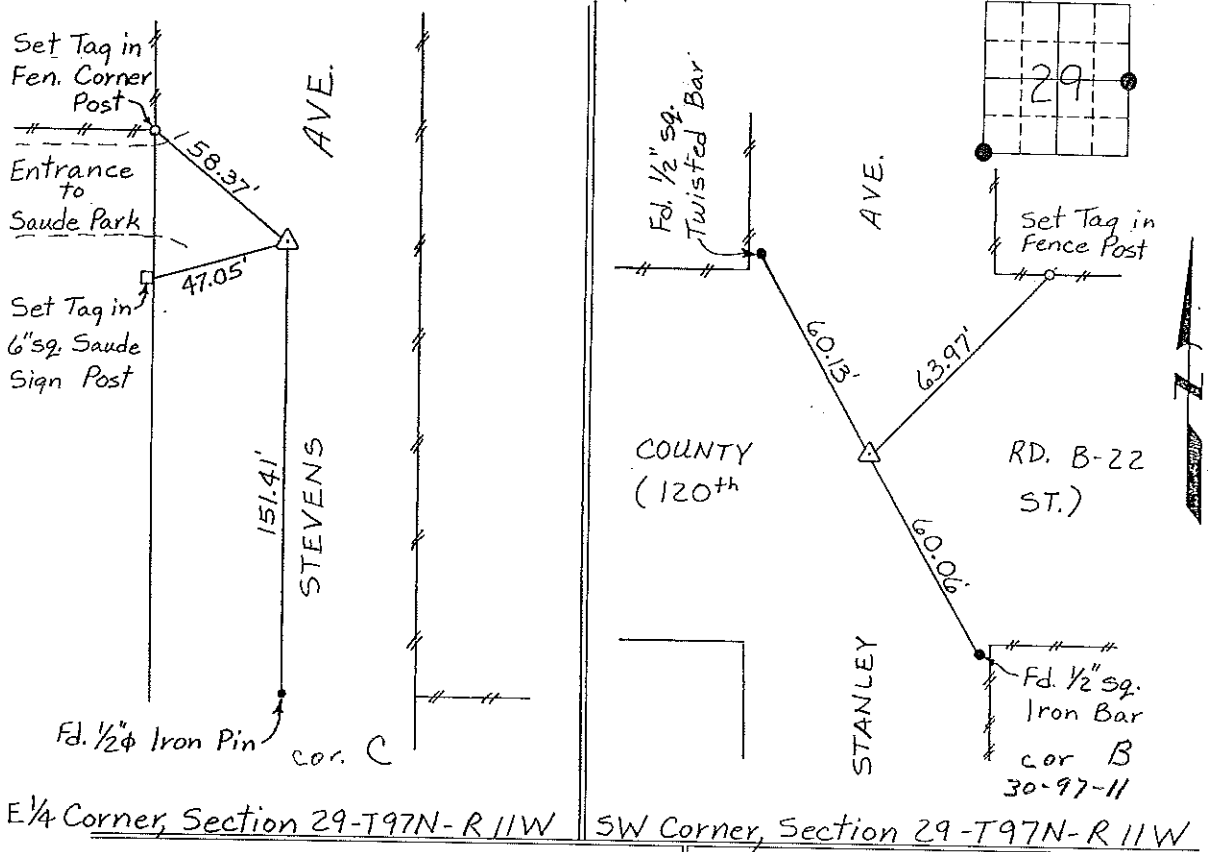 Set Tag in
Fen. Corner
Post
AVE.
58.37'
Entrance
to
Saude Park
47.05'
Set Tag in
6"sq. Saude
Sign Post
151.41'
STEVENS
Fd. 1/2"ϕ Iron Pin
cor. C
E 1/4 Corner, Section 29-T97N-R11W
29
Fd. 1/2" sq.
Twisted Bar
AVE.
Set Tag in
Fence Post
60.13'
63.97'
N
COUNTY RD. B-22
(120th ST.)
60.06'
STANLEY
Fd. 1/2" sq.
Iron Bar
cor B
30-97-11
SW Corner, Section 29-T97N-R11W